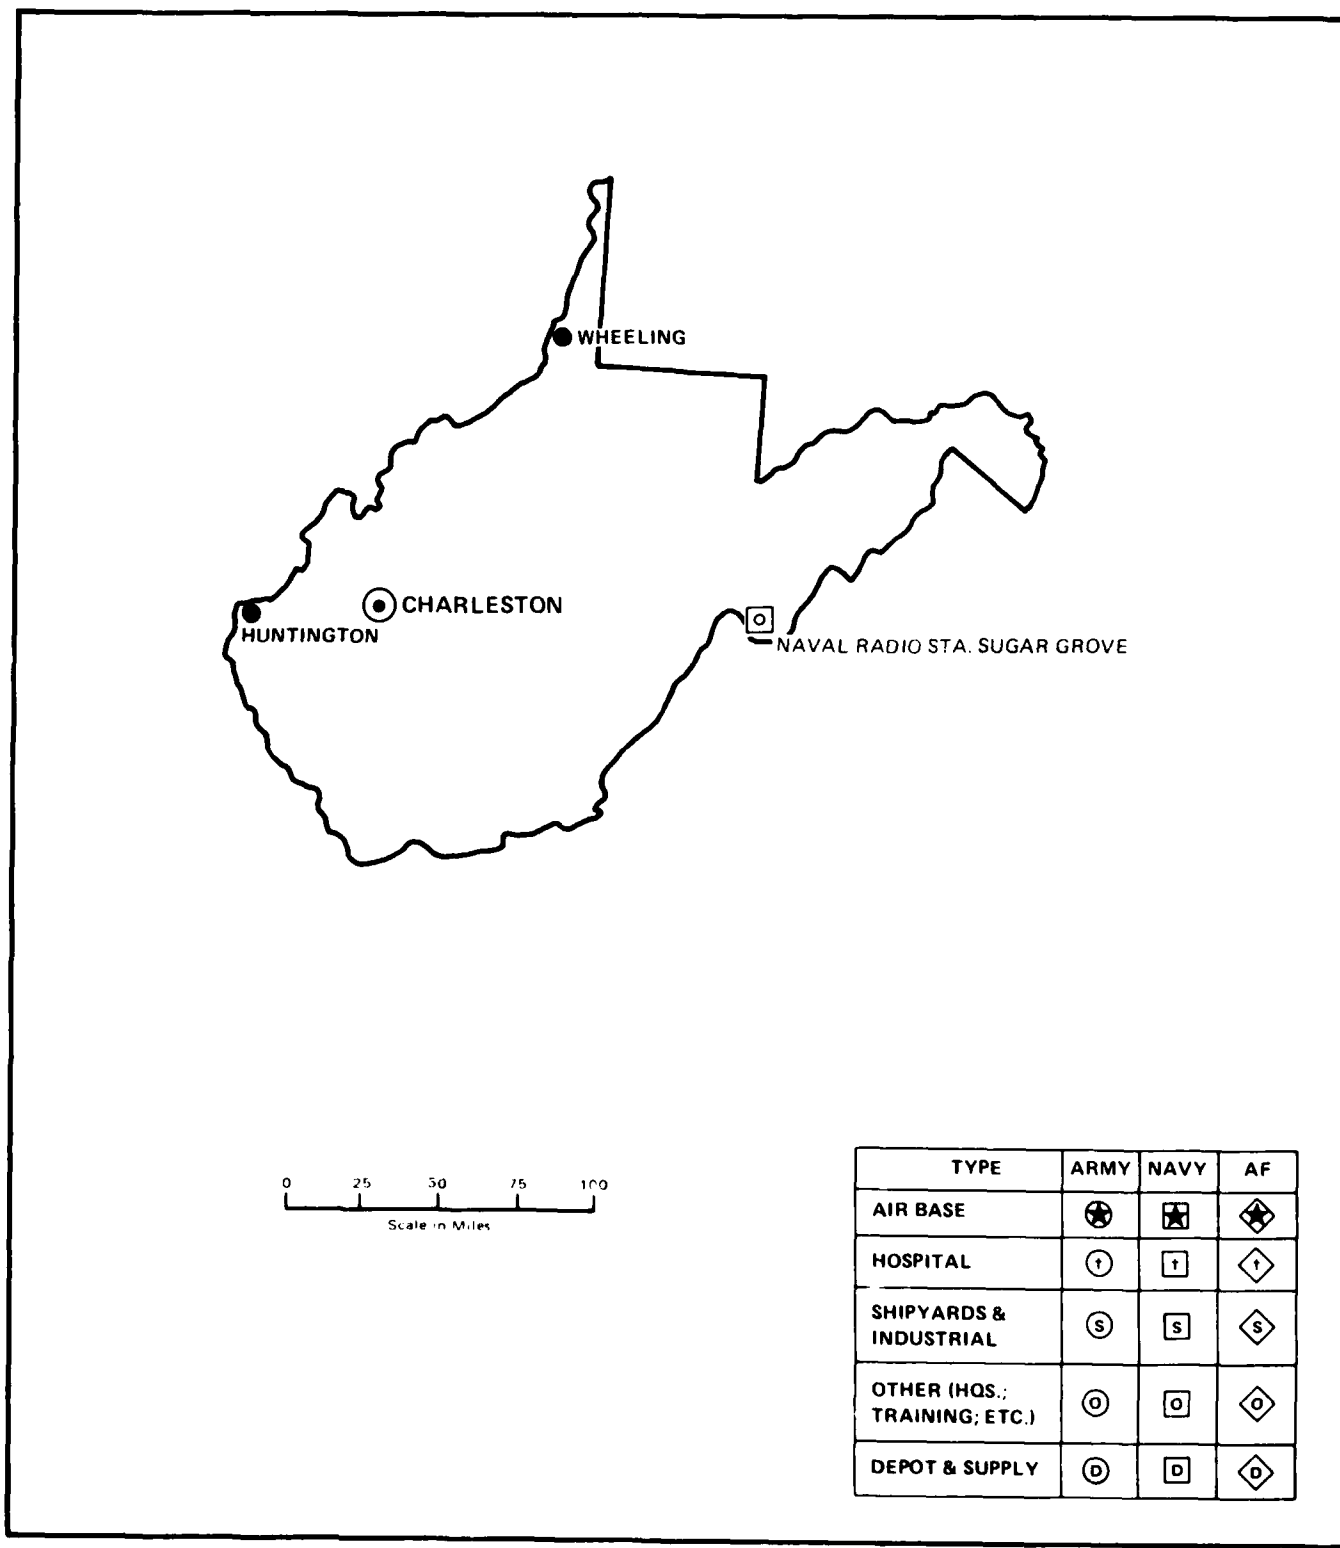 WHEELING
CHARLESTON
HUNTINGTON
NAVAL RADIO STA. SUGAR GROVE
0 25 50 75 100
Scale in Miles
TYPE ARMY NAVY AF
AIR BASE
HOSPITAL † † †
SHIPYARDS &
INDUSTRIAL S S S
OTHER (HQS.;
TRAINING; ETC.) O O O
DEPOT & SUPPLY D D D